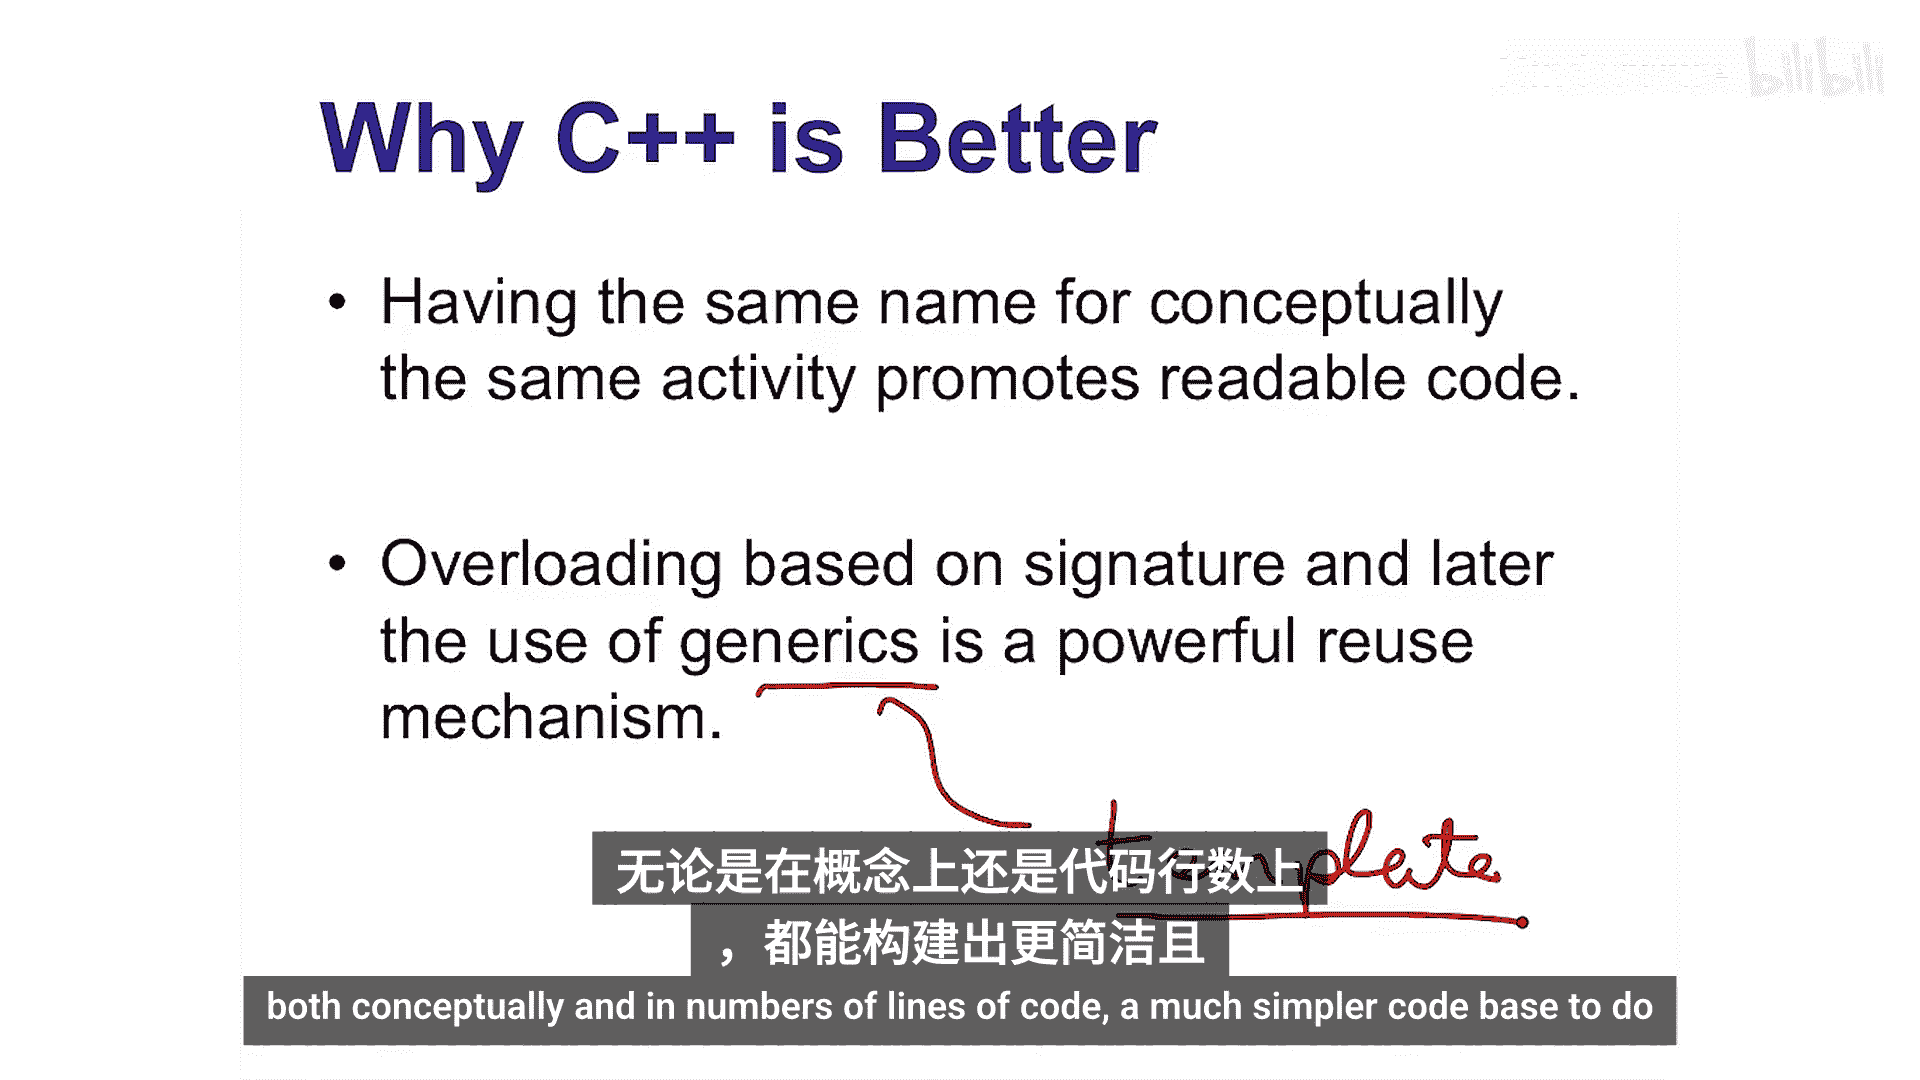 bilibili
Why C++ is Better
• Having the same name for conceptually
the same activity promotes readable code.
• Overloading based on signature and later
the use of generics is a powerful reuse
mechanism.
template
无论是在概念上还是代码行数上
，都能构建出更简洁且
both conceptually and in numbers of lines of code, a much simpler code base to do